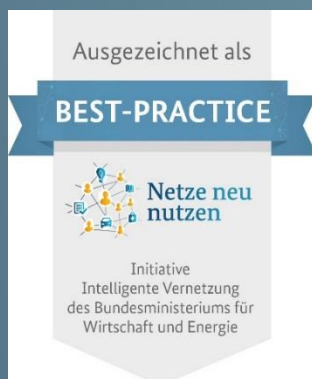 Ausgezeichnet als
BEST-PRACTICE
Netze neu
nutzen
Initiative
Intelligente Vernetzung
des Bundesministeriums für
Wirtschaft und Energie